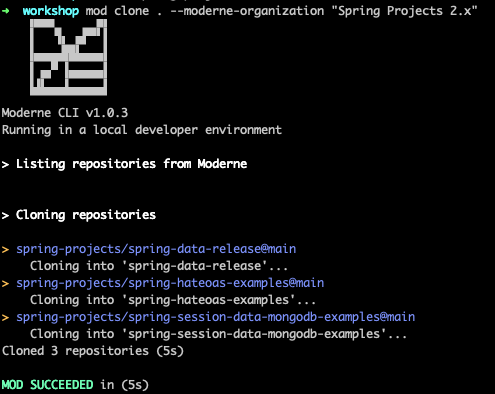 ➜ workshop mod clone . --moderne-organization "Spring Projects 2.x"
Moderne CLI v1.0.3
Running in a local developer environment
> Listing repositories from Moderne
> Cloning repositories
> spring-projects/spring-data-release@main
Cloning into 'spring-data-release'...
> spring-projects/spring-hateoas-examples@main
Cloning into 'spring-hateoas-examples'...
> spring-projects/spring-session-data-mongodb-examples@main
Cloning into 'spring-session-data-mongodb-examples'...
Cloned 3 repositories (5s)
MOD SUCCEEDED in (5s)